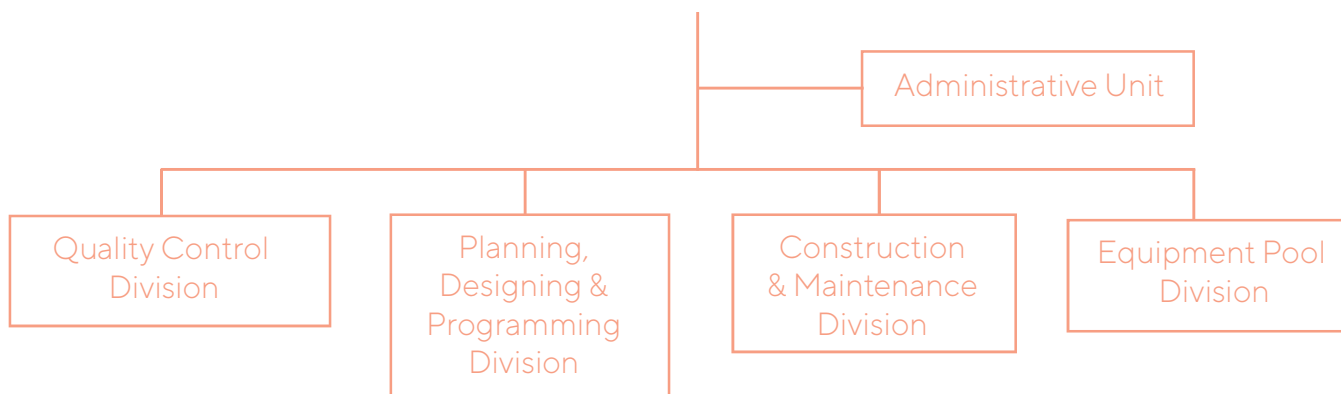 Administrative Unit
Quality Control
Division
Planning,
Designing &
Programming
Division
Construction
& Maintenance
Division
Equipment Pool
Division